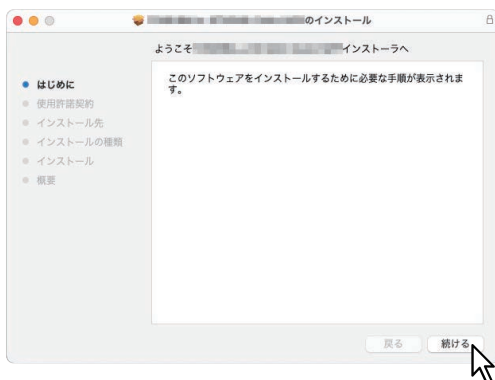 のインストール
ようこそ インストーラへ
このソフトウェアをインストールするために必要な手順が表示されま
す。
はじめに
使用許諾契約
インストール先
インストールの種類
インストール
概要
戻る
続ける